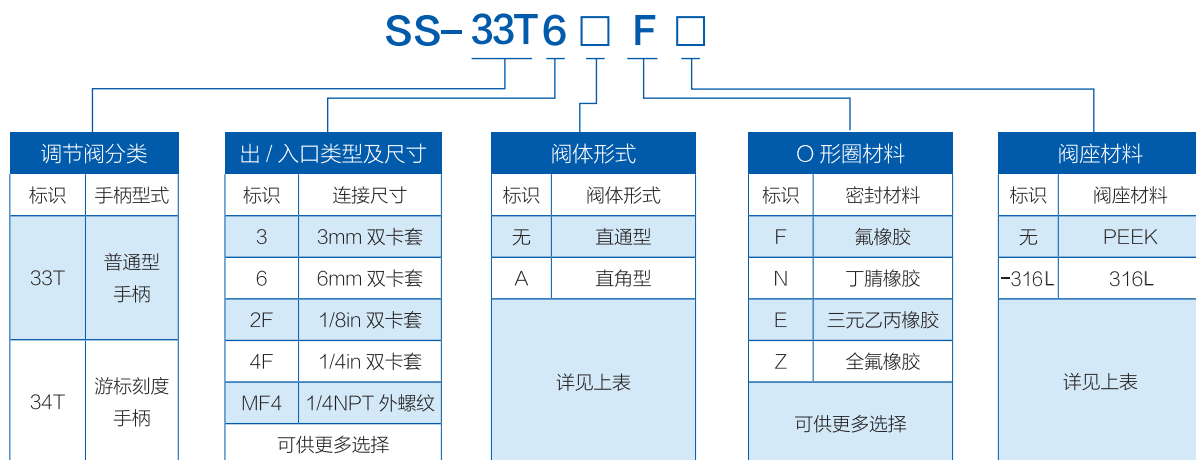 SS-33T6□ F □
调节阀分类
标识 手柄型式
33T 普通型
手柄
34T 游标刻度
手柄
出/入口类型及尺寸
标识 连接尺寸
3 3mm 双卡套
6 6mm 双卡套
2F 1/8in 双卡套
4F 1/4in 双卡套
MF4 1/4NPT 外螺纹
可供更多选择
阀体形式
标识 阀体形式
无 直通型
A 直角型
详见上表
O 形圈材料
标识 密封材料
F 氟橡胶
N 丁腈橡胶
E 三元乙丙橡胶
Z 全氟橡胶
可供更多选择
阀座材料
标识 阀座材料
无 PEEK
-316L 316L
详见上表